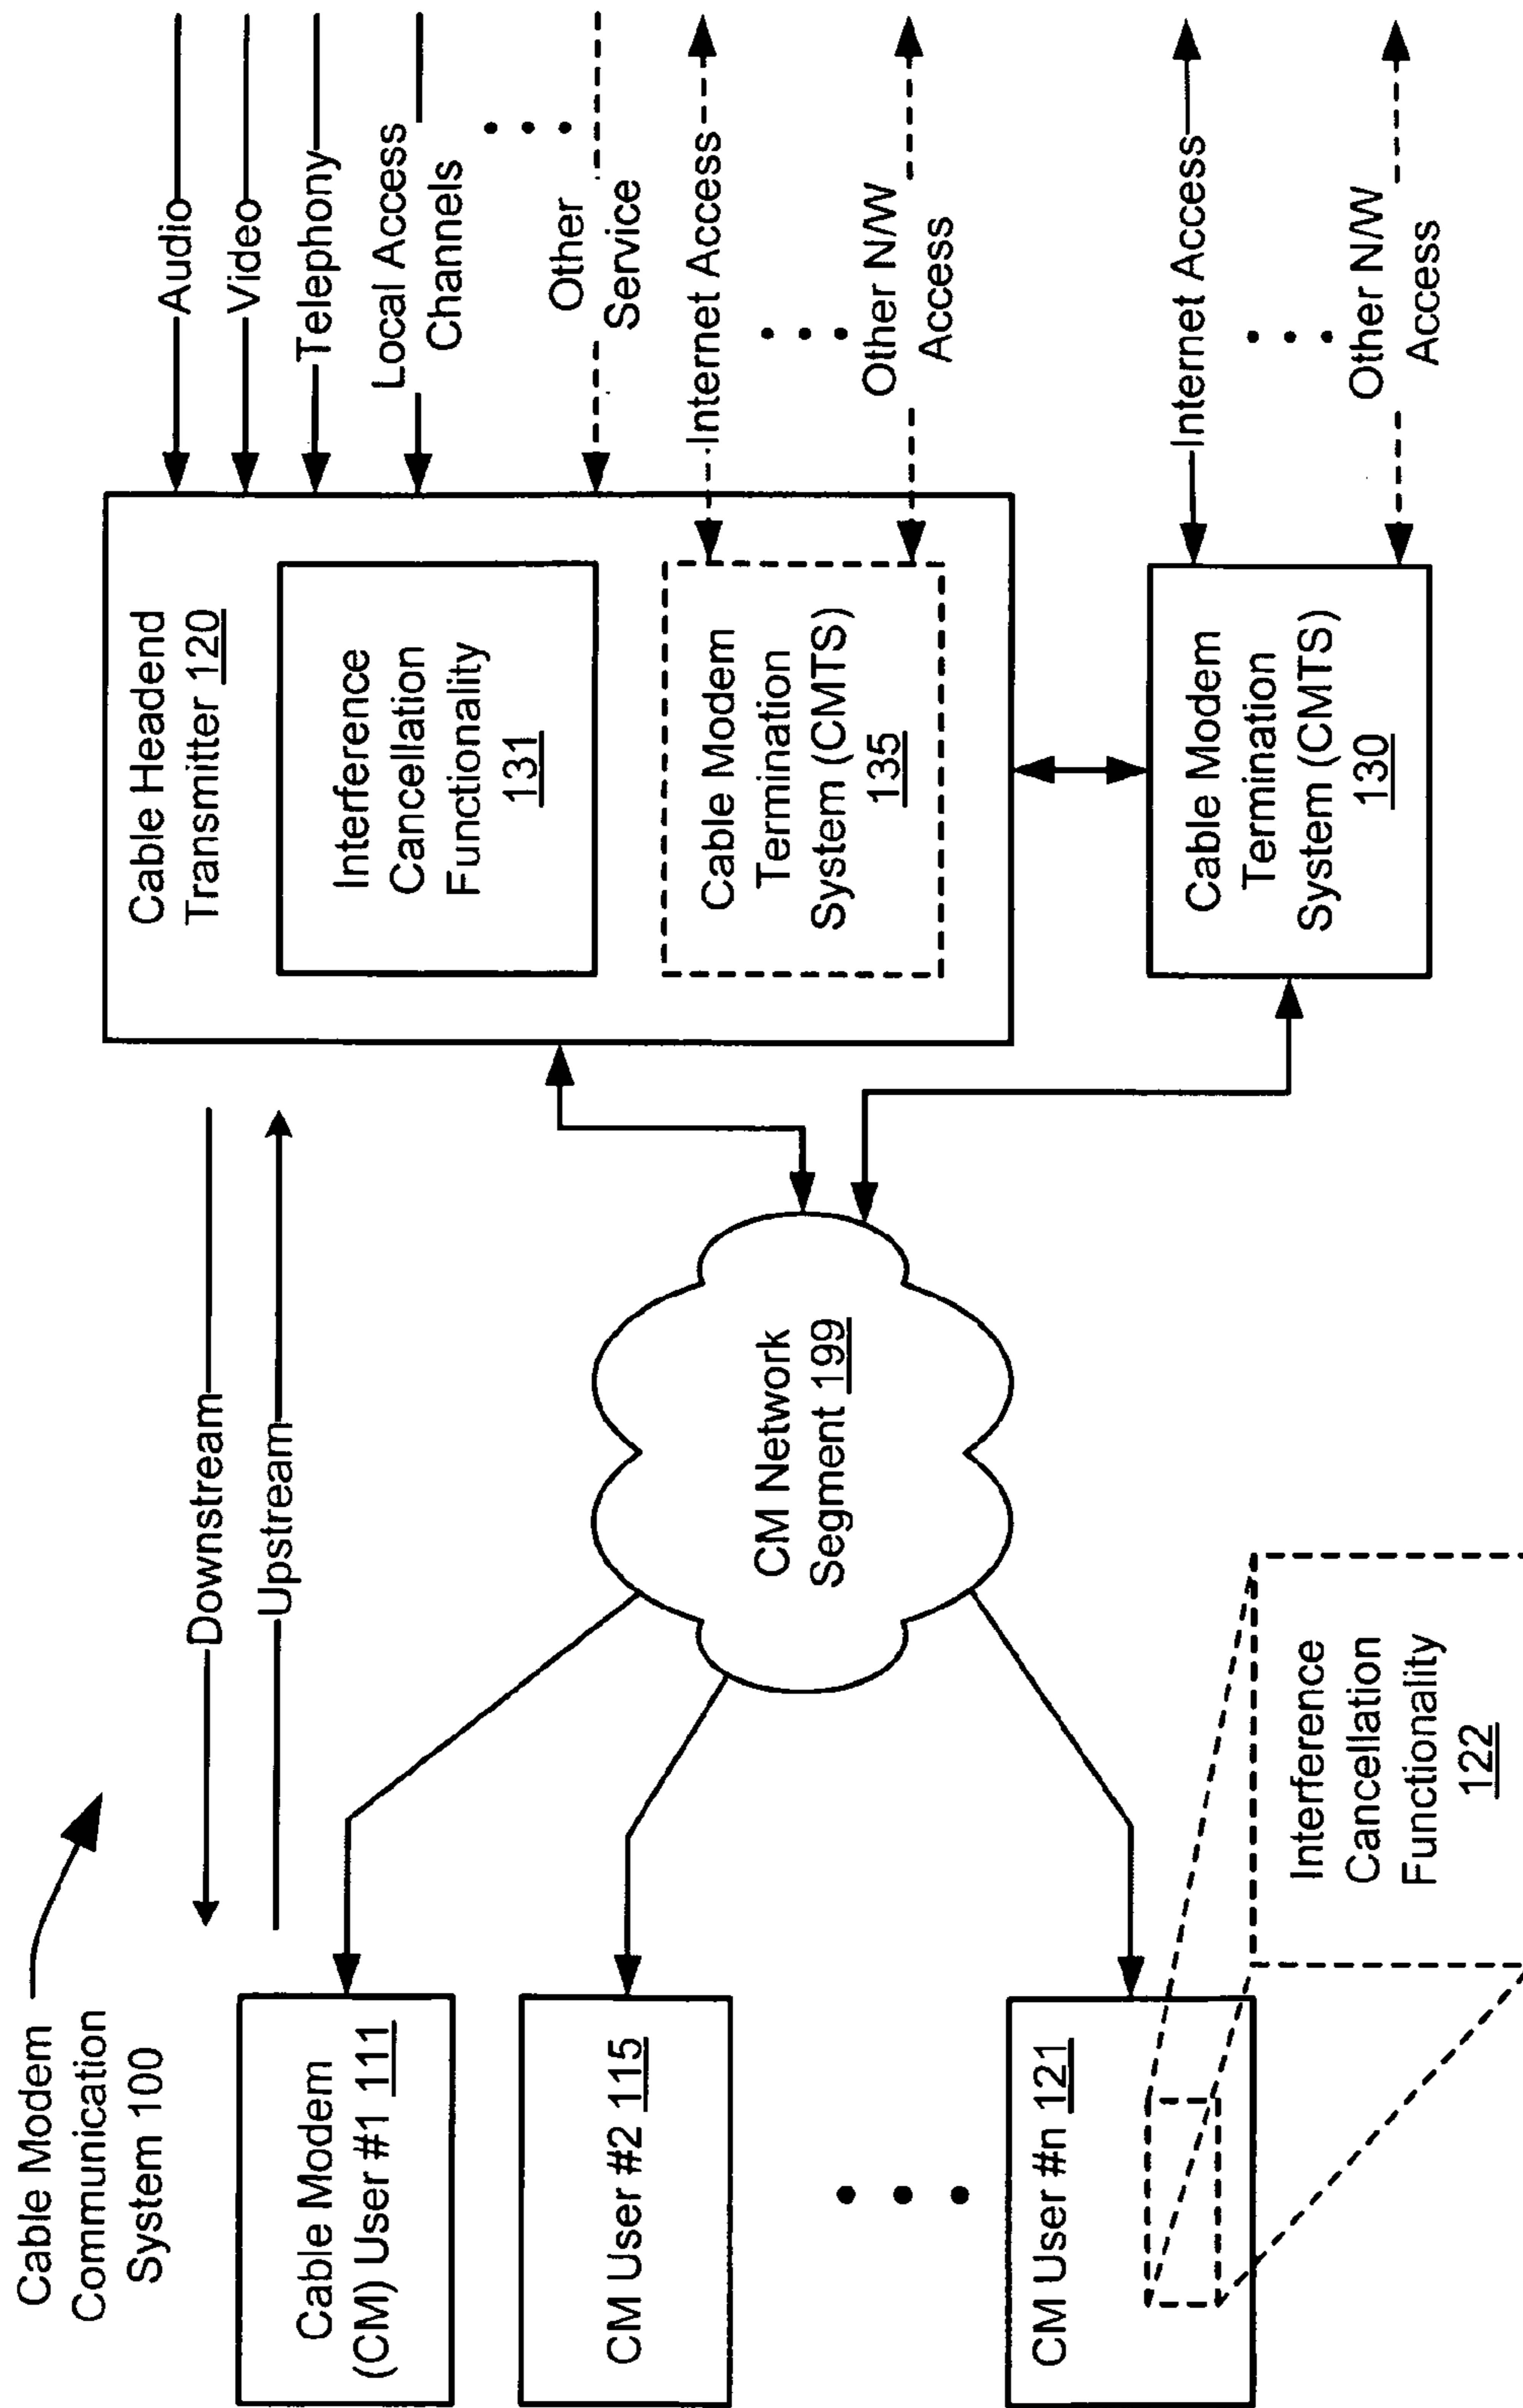 Cable Modem
Communication
System 100
Downstream
Upstream
Cable Modem
(CM) User #1 111
CM User #2 115
CM User #n 121
Interference
Cancellation
Functionality
122
CM Network
Segment 199
Cable Headend
Transmitter 120
Interference
Cancellation
Functionality
131
Cable Modem
Termination
System (CMTS)
135
Cable Modem
Termination
System (CMTS)
130
Audio
Video
Telephony
Local Access
Channels
Other
Service
Internet Access
Other N/W
Access
Internet Access
Other N/W
Access